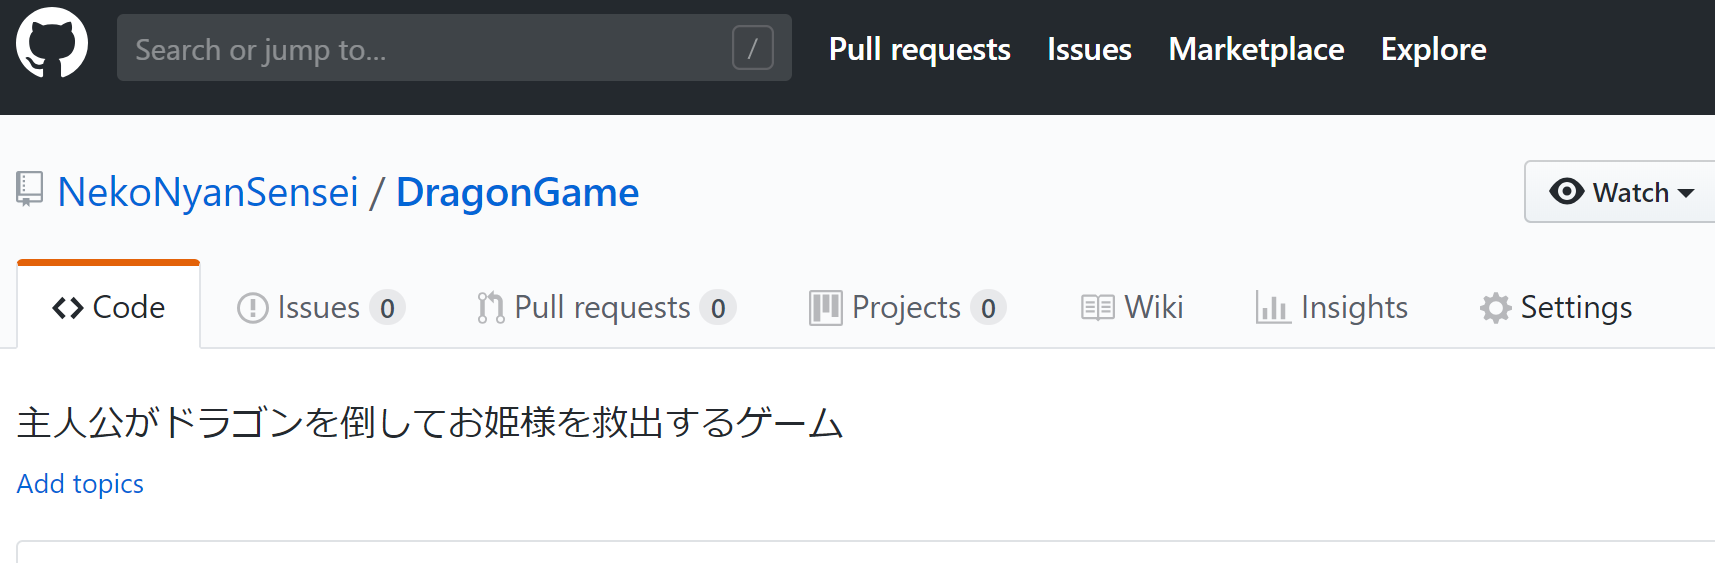 Search or jump to... / Pull requests Issues Marketplace Explore
NekoNyanSensei / DragonGame Watch
Code Issues 0 Pull requests 0 Projects 0 Wiki Insights Settings
主人公がドラゴンを倒してお姫様を救出するゲーム
Add topics